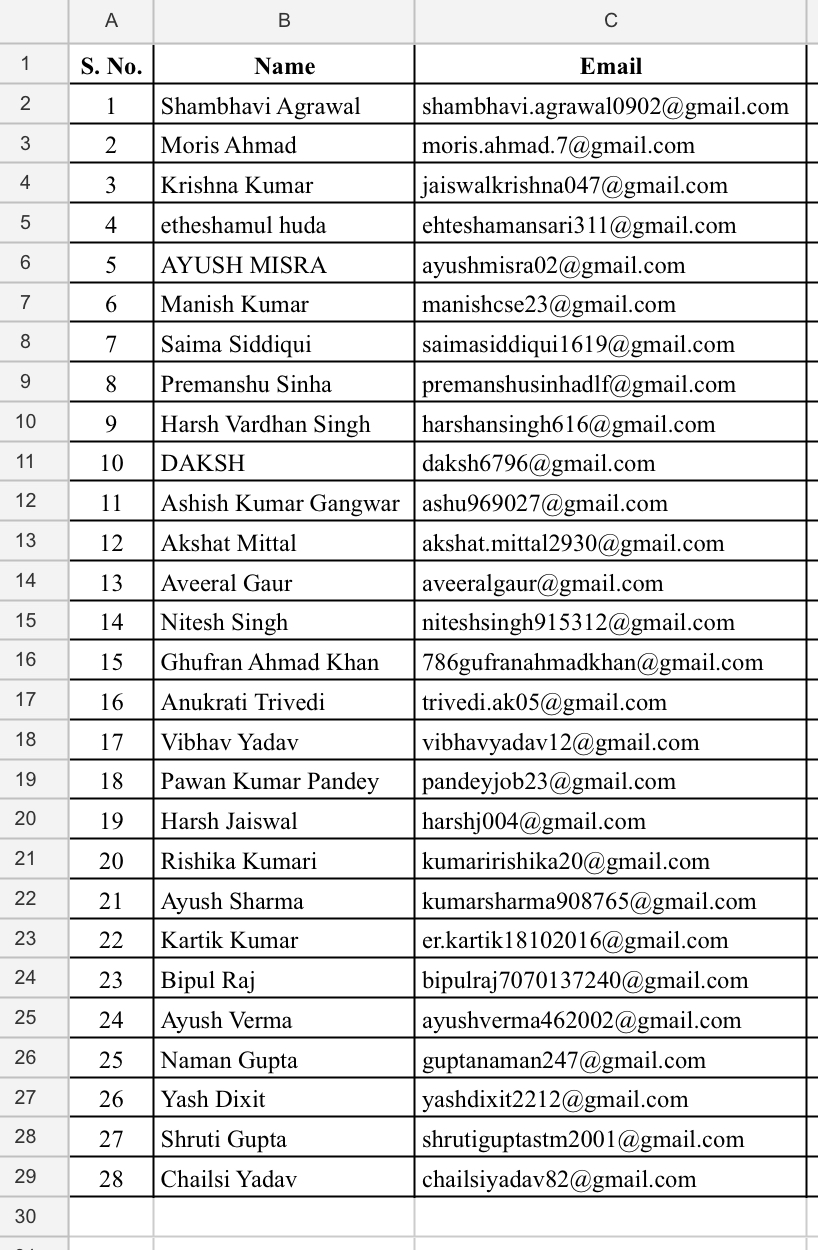 A B C
1 S. No. Name Email
2 1 Shambhavi Agrawal shambhavi.agrawal0902@gmail.com
3 2 Moris Ahmad moris.ahmad.7@gmail.com
4 3 Krishna Kumar jaiswalkrishna047@gmail.com
5 4 etheshamul huda ehteshamansari311@gmail.com
6 5 AYUSH MISRA ayushmisra02@gmail.com
7 6 Manish Kumar manishcse23@gmail.com
8 7 Saima Siddiqui saimasiddiqui1619@gmail.com
9 8 Premanshu Sinha premanshusinhadlf@gmail.com
10 9 Harsh Vardhan Singh harshansingh616@gmail.com
11 10 DAKSH daksh6796@gmail.com
12 11 Ashish Kumar Gangwar ashu969027@gmail.com
13 12 Akshat Mittal akshat.mittal2930@gmail.com
14 13 Aveeral Gaur aveeralgaur@gmail.com
15 14 Nitesh Singh niteshsingh915312@gmail.com
16 15 Ghufran Ahmad Khan 786gufranahmadkhan@gmail.com
17 16 Anukrati Trivedi trivedi.ak05@gmail.com
18 17 Vibhav Yadav vibhavyadav12@gmail.com
19 18 Pawan Kumar Pandey pandeyjob23@gmail.com
20 19 Harsh Jaiswal harshj004@gmail.com
21 20 Rishika Kumari kumaririshika20@gmail.com
22 21 Ayush Sharma kumarsharma908765@gmail.com
23 22 Kartik Kumar er.kartik18102016@gmail.com
24 23 Bipul Raj bipulraj7070137240@gmail.com
25 24 Ayush Verma ayushverma462002@gmail.com
26 25 Naman Gupta guptanaman247@gmail.com
27 26 Yash Dixit yashdixit2212@gmail.com
28 27 Shruti Gupta shrutiguptastm2001@gmail.com
29 28 Chailsi Yadav chailsiyadav82@gmail.com
30